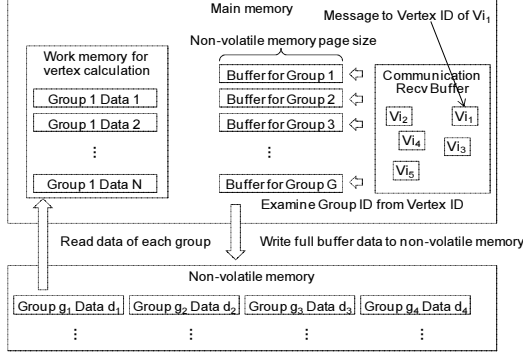 Main memory
Message to Vertex ID of Vi₁
Non-volatile memory page size
Work memory for
vertex calculation
Group 1 Data 1
Group 1 Data 2
⋮
Group 1 Data N
Buffer for Group 1
Buffer for Group 2
Buffer for Group 3
⋮
Buffer for Group G
Communication
Recv Buffer
Vi₂
Vi₁
Vi₄
Vi₃
Vi₅
Examine Group ID from Vertex ID
Read data of each group
Write full buffer data to non-volatile memory
Non-volatile memory
Group g₁ Data d₁
Group g₂ Data d₂
Group g₃ Data d₃
Group g₄ Data d₄
⋮ ⋮ ⋮ ⋮